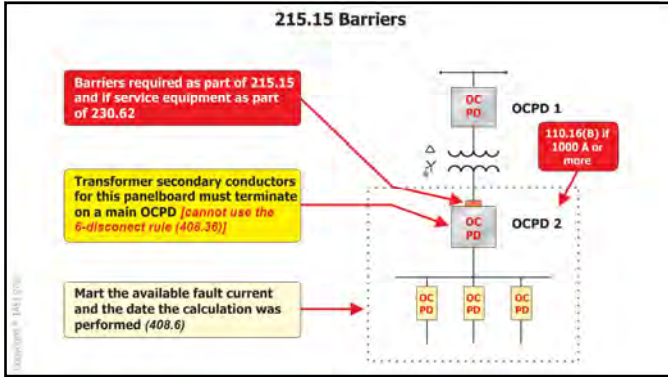 215.15 Barriers
Barriers required as part of 215.15
and if service equipment as part
of 230.62
OC
PD
OCPD 1
110.16(B) if
1000 A or
more
Transformer secondary conductors
for this panelboard must terminate
on a main OCPD [cannot use the
6-disconect rule (408.36)]
OC
PD
OCPD 2
Mart the available fault current
and the date the calculation was
performed (408.6)
OC
PD
OC
PD
OC
PD